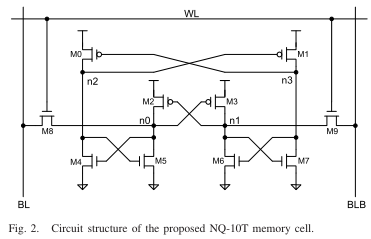 WL
M0
M1
n2
n3
M2
M3
n0
n1
M8
M9
M4
M5
M6
M7
BL
BLB
Fig. 2. Circuit structure of the proposed NQ-10T memory cell.